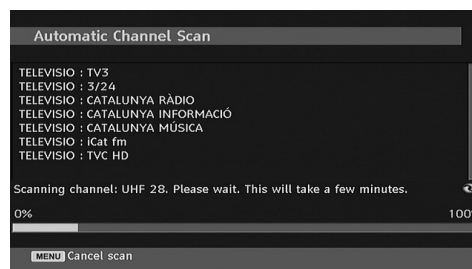 Automatic Channel Scan
TELEVISIO : TV3
TELEVISIO : 3/24
TELEVISIO : CATALUNYA RÀDIO
TELEVISIO : CATALUNYA INFORMACIÓ
TELEVISIO : CATALUNYA MÚSICA
TELEVISIO : iCat fm
TELEVISIO : TVC HD
Scanning channel: UHF 28. Please wait. This will take a few minutes.
0% 100%
MENU Cancel scan